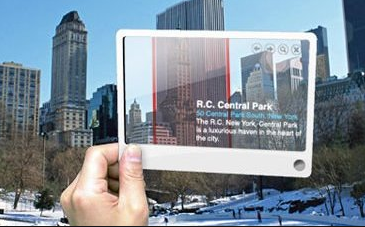 R.C. Central Park
50 Central Park South, New York
The R.C. New York, Central Park
is a luxurious haven in the heart of
the city.